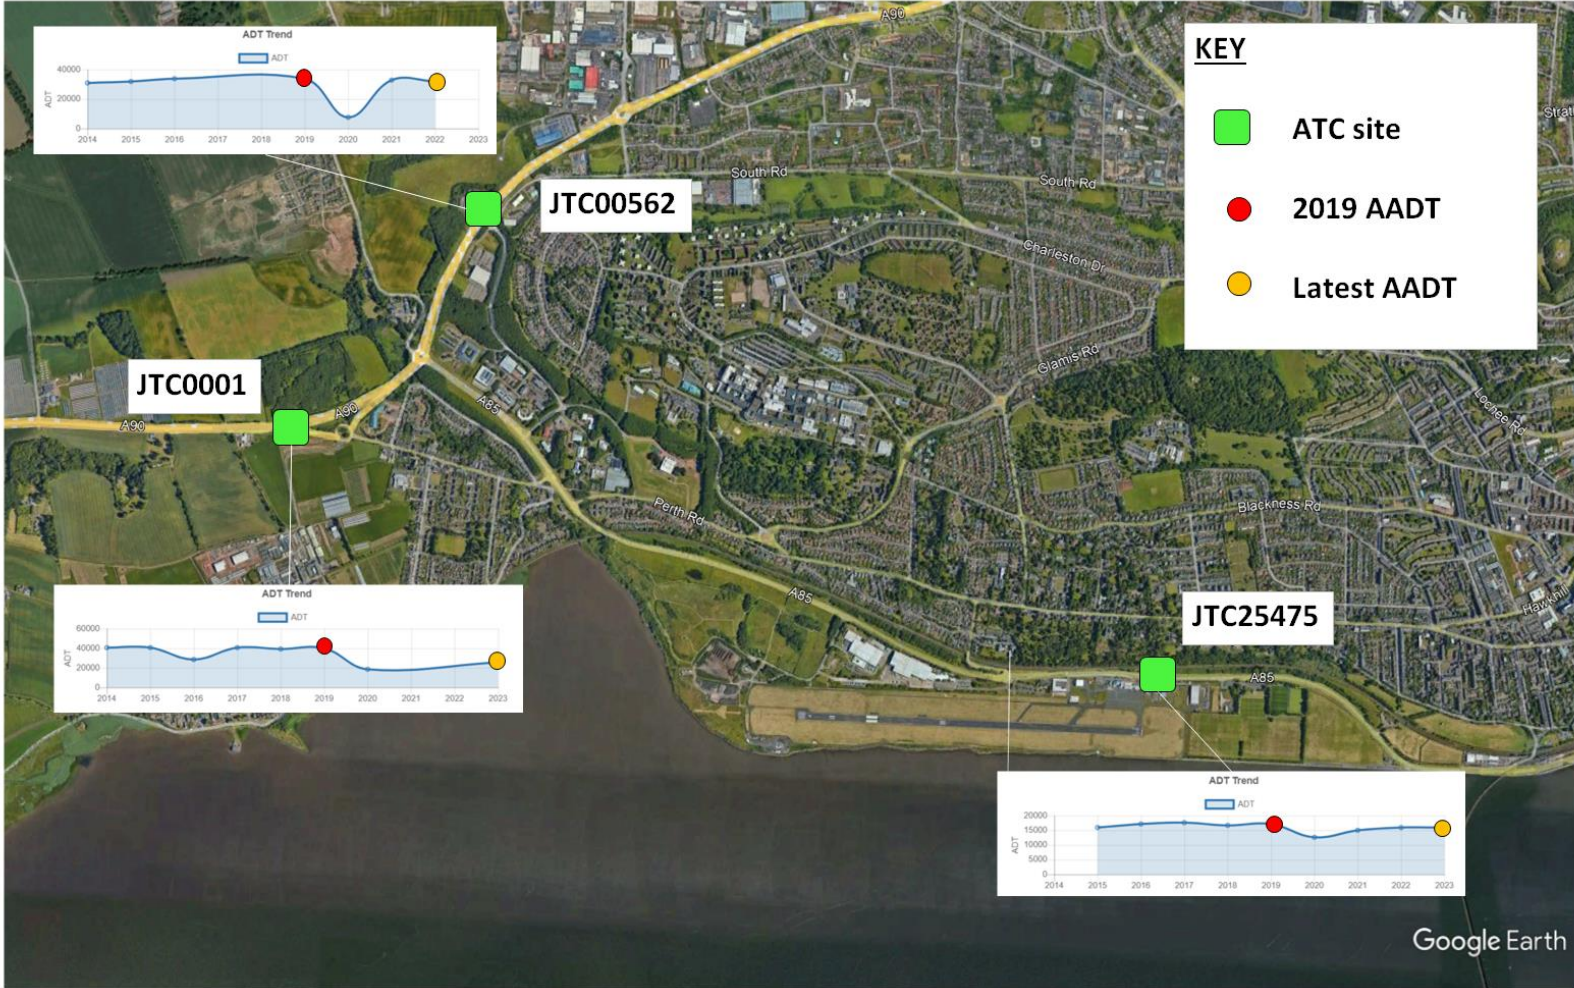 A90
ADT Trend
ADT
40000
20000
0
ADT
2014 2015 2016 2017 2018 2019 2020 2021 2022 2023
KEY
ATC site
2019 AADT
Latest AADT
South Rd
South Rd
JTC00562
Charleston Dr
Glamis Rd
JTC0001
A90
A90
A85
Lochee Rd
Perth Rd
Blackness Rd
A85
Hawkhill
JTC25475
A85
ADT Trend
ADT
60000
40000
20000
0
ADT
2014 2015 2016 2017 2018 2019 2020 2021 2022 2023
ADT Trend
ADT
20000
15000
10000
5000
0
ADT
2014 2015 2016 2017 2018 2019 2020 2021 2022 2023
Google Earth